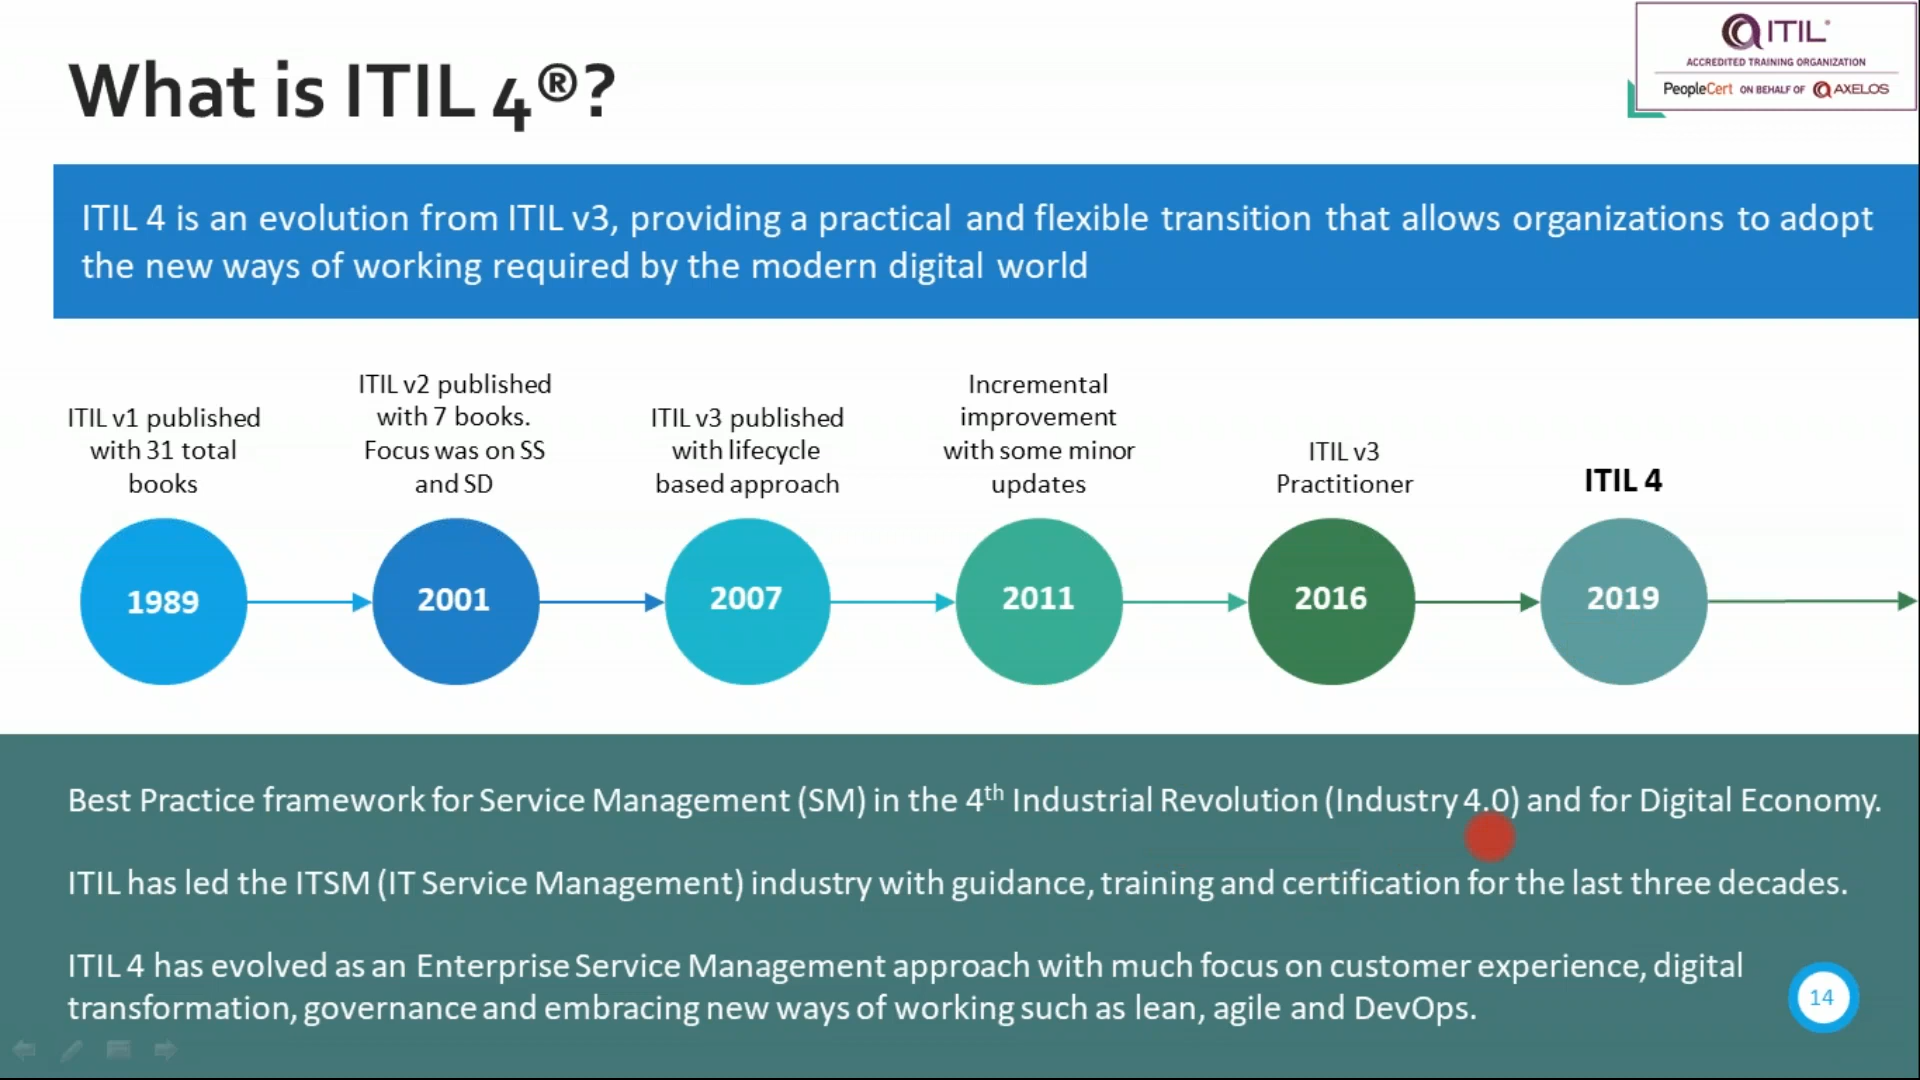 What is ITIL 4®?
ITIL®
ACCREDITED TRAINING ORGANIZATION
PeopleCert ON BEHALF OF AXELOS
ITIL 4 is an evolution from ITIL v3, providing a practical and flexible transition that allows organizations to adopt
the new ways of working required by the modern digital world
ITIL v1 published
with 31 total
books
ITIL v2 published
with 7 books.
Focus was on SS
and SD
ITIL v3 published
with lifecycle
based approach
Incremental
improvement
with some minor
updates
ITIL v3
Practitioner
ITIL 4
1989
2001
2007
2011
2016
2019
Best Practice framework for Service Management (SM) in the 4th Industrial Revolution (Industry 4.0) and for Digital Economy.
ITIL has led the ITSM (IT Service Management) industry with guidance, training and certification for the last three decades.
ITIL 4 has evolved as an Enterprise Service Management approach with much focus on customer experience, digital
transformation, governance and embracing new ways of working such as lean, agile and DevOps.
14